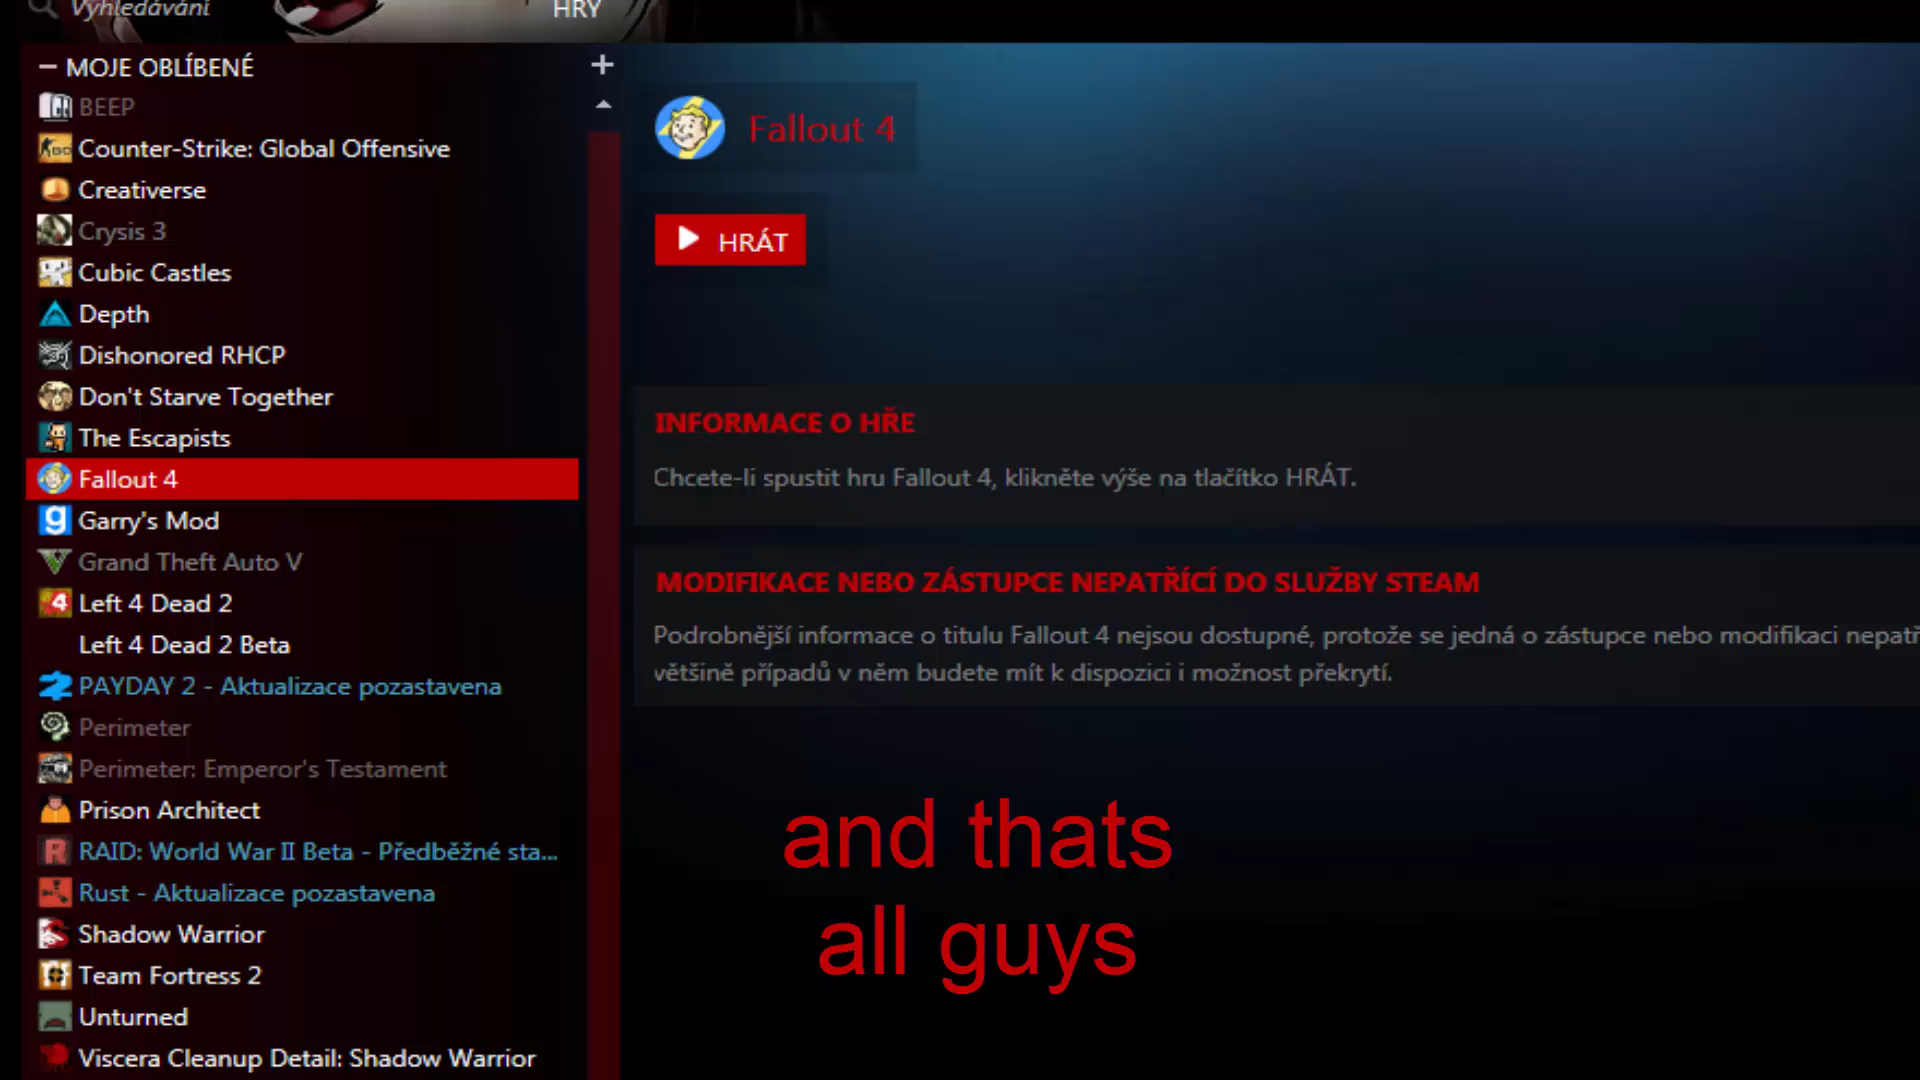 Vyhledávání
HRY
MOJE OBLÍBENÉ
BEEP
Counter-Strike: Global Offensive
Creativerse
Crysis 3
Cubic Castles
Depth
Dishonored RHCP
Don't Starve Together
The Escapists
Fallout 4
Garry's Mod
Grand Theft Auto V
Left 4 Dead 2
Left 4 Dead 2 Beta
PAYDAY 2 - Aktualizace pozastavena
Perimeter
Perimeter: Emperor's Testament
Prison Architect
RAID: World War II Beta - Předběžné sta...
Rust - Aktualizace pozastavena
Shadow Warrior
Team Fortress 2
Unturned
Viscera Cleanup Detail: Shadow Warrior
Fallout 4
HRÁT
INFORMACE O HŘE
Chcete-li spustit hru Fallout 4, klikněte výše na tlačítko HRÁT.
MODIFIKACE NEBO ZÁSTUPCE NEPATŘÍCÍ DO SLUŽBY STEAM
Podrobnější informace o titulu Fallout 4 nejsou dostupné, protože se jedná o zástupce nebo modifikaci nepatř
většině případů v něm budete mít k dispozici i možnost překrytí.
and thats
all guys